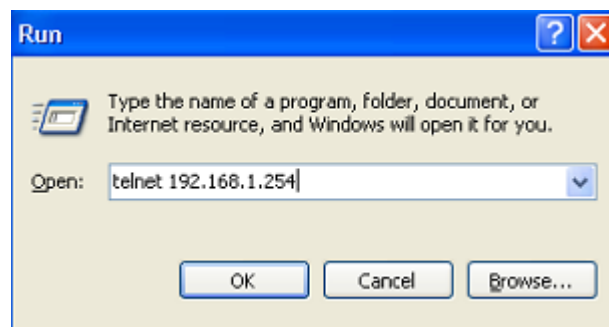 Run
Type the name of a program, folder, document, or
Internet resource, and Windows will open it for you.
Open: telnet 192.168.1.254
OK Cancel Browse...